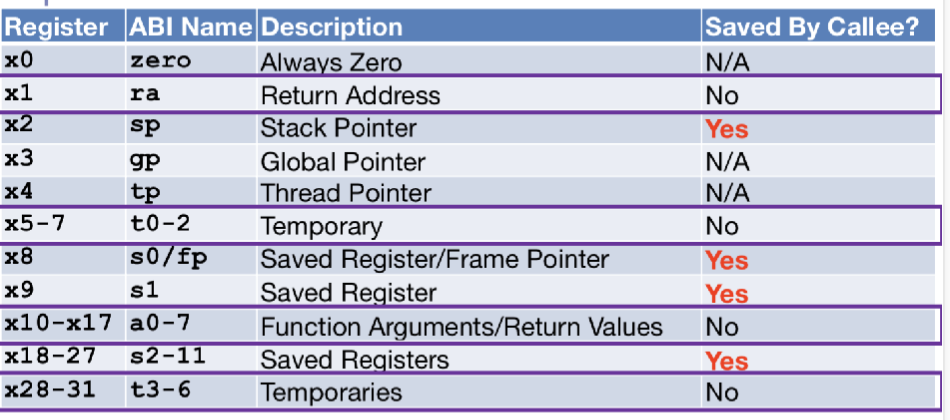 Register ABI Name Description Saved By Callee?
x0 zero Always Zero N/A
x1 ra Return Address No
x2 sp Stack Pointer Yes
x3 gp Global Pointer N/A
x4 tp Thread Pointer N/A
x5-7 t0-2 Temporary No
x8 s0/fp Saved Register/Frame Pointer Yes
x9 s1 Saved Register Yes
x10-x17 a0-7 Function Arguments/Return Values No
x18-27 s2-11 Saved Registers Yes
x28-31 t3-6 Temporaries No